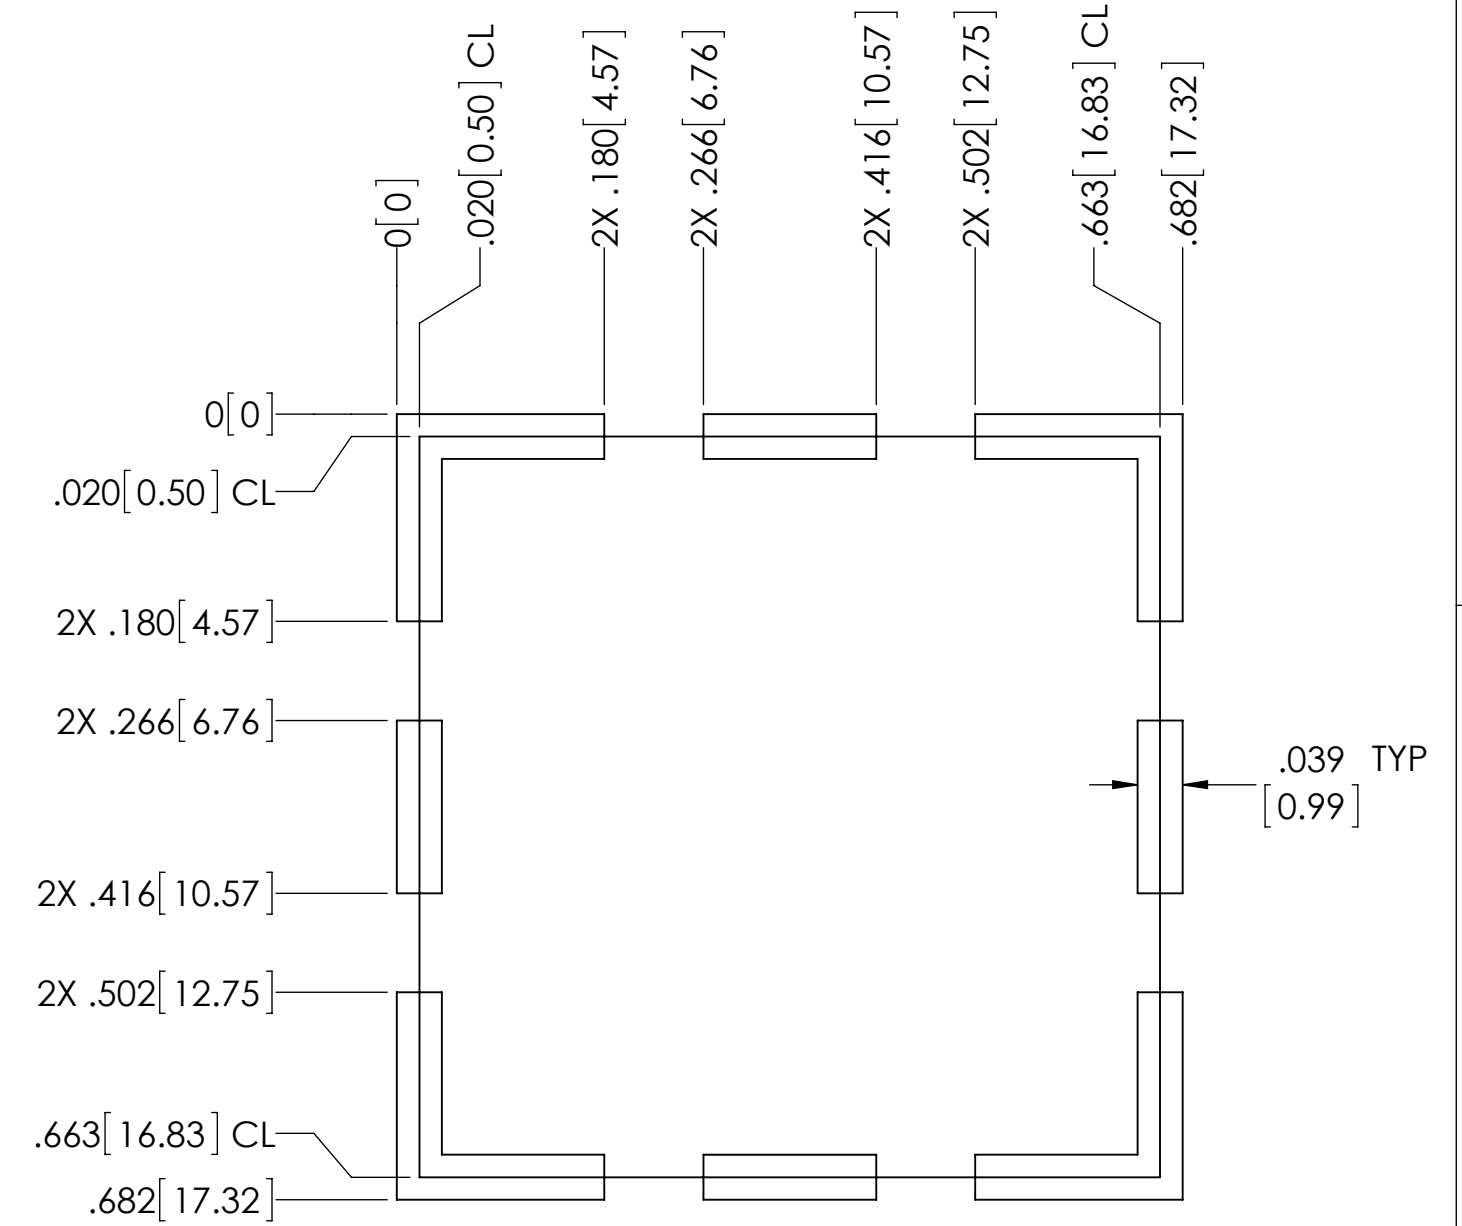 0[0]
.020[0.50] CL
2X .180[4.57]
2X .266[6.76]
2X .416[10.57]
2X .502[12.75]
.663[16.83] CL
.682[17.32]
0[0]
.020[0.50] CL
2X .180[4.57]
2X .266[6.76]
2X .416[10.57]
2X .502[12.75]
.663[16.83] CL
.682[17.32]
.039 TYP
[0.99]